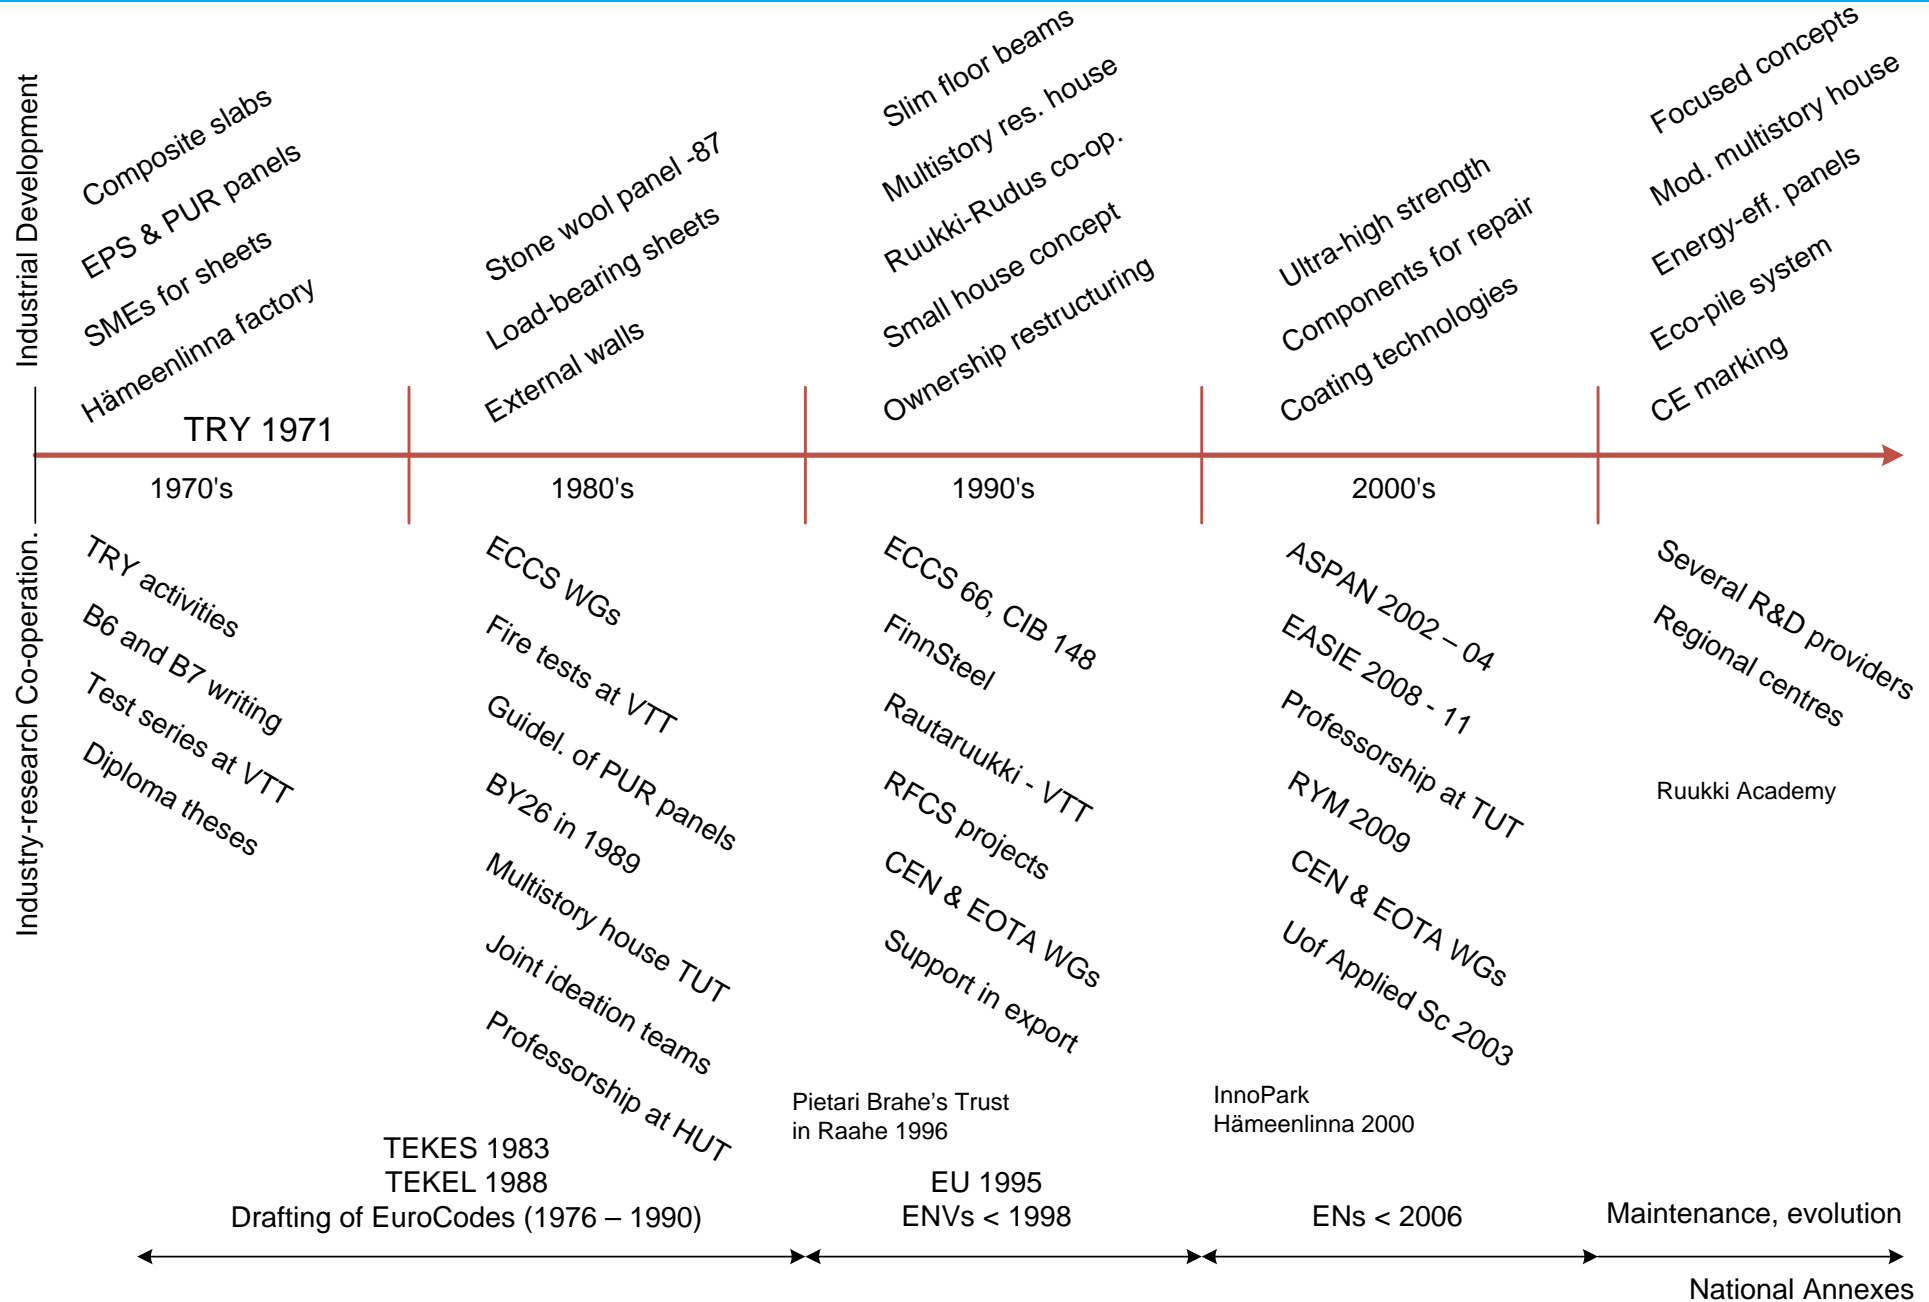 Industrial Development
Composite slabs
EPS & PUR panels
SMEs for sheets
Hämeenlinna factory
Stone wool panel -87
Load-bearing sheets
External walls
Slim floor beams
Multistory res. house
Ruukki-Rudus co-op.
Small house concept
Ownership restructuring
Ultra-high strength
Components for repair
Coating technologies
Focused concepts
Mod. multistory house
Energy-eff. panels
Eco-pile system
CE marking
TRY 1971
1970's
1980's
1990's
2000's
Industry-research Co-operation.
TRY activities
B6 and B7 writing
Test series at VTT
Diploma theses
ECCS WGs
Fire tests at VTT
Guidel. of PUR panels
BY26 in 1989
Multistory house TUT
Joint ideation teams
Professorship at HUT
ECCS 66, CIB 148
FinnSteel
Rautaruukki - VTT
RFCS projects
CEN & EOTA WGs
Support in export
ASPAN 2002 – 04
EASIE 2008 - 11
Professorship at TUT
RYM 2009
CEN & EOTA WGs
Uof Applied Sc 2003
Several R&D providers
Regional centres
Ruukki Academy
Pietari Brahe’s Trust
in Raahe 1996
InnoPark
Hämeenlinna 2000
TEKES 1983
TEKEL 1988
Drafting of EuroCodes (1976 – 1990)
EU 1995
ENVs < 1998
ENs < 2006
Maintenance, evolution
National Annexes